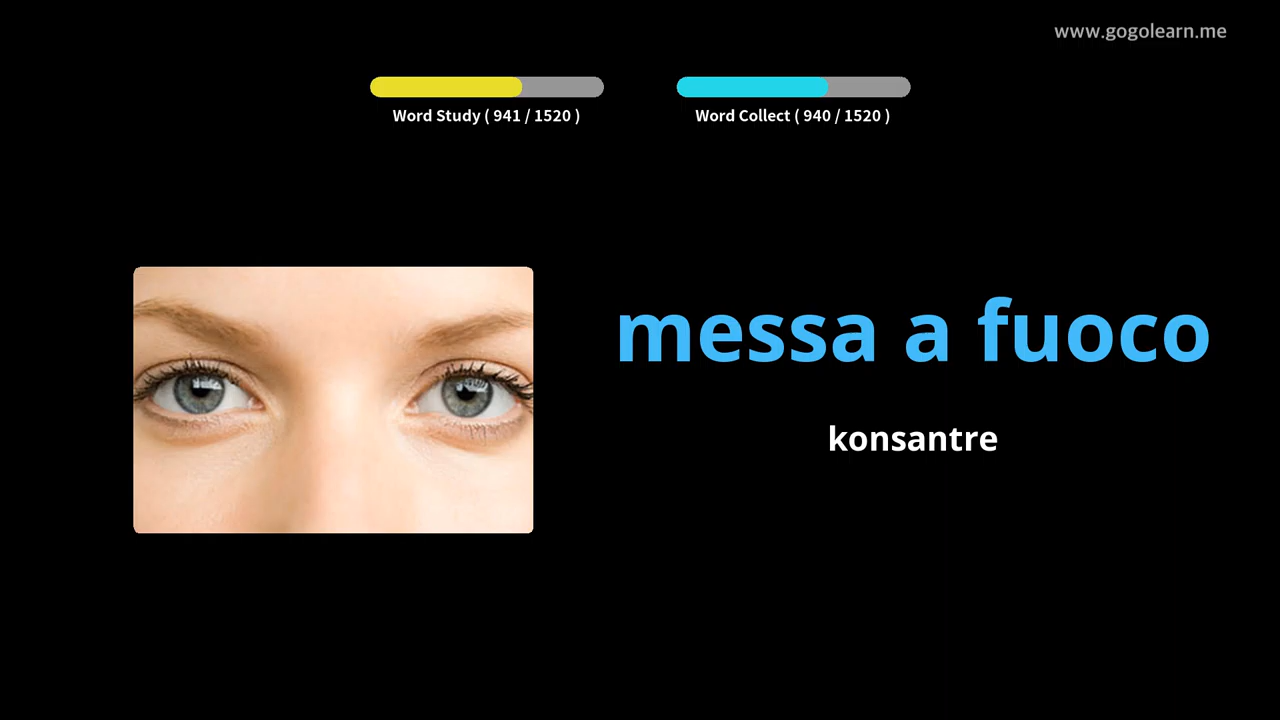 www.gogolearn.me
Word Study ( 941 / 1520 )
Word Collect ( 940 / 1520 )
messa a fuoco
konsantre